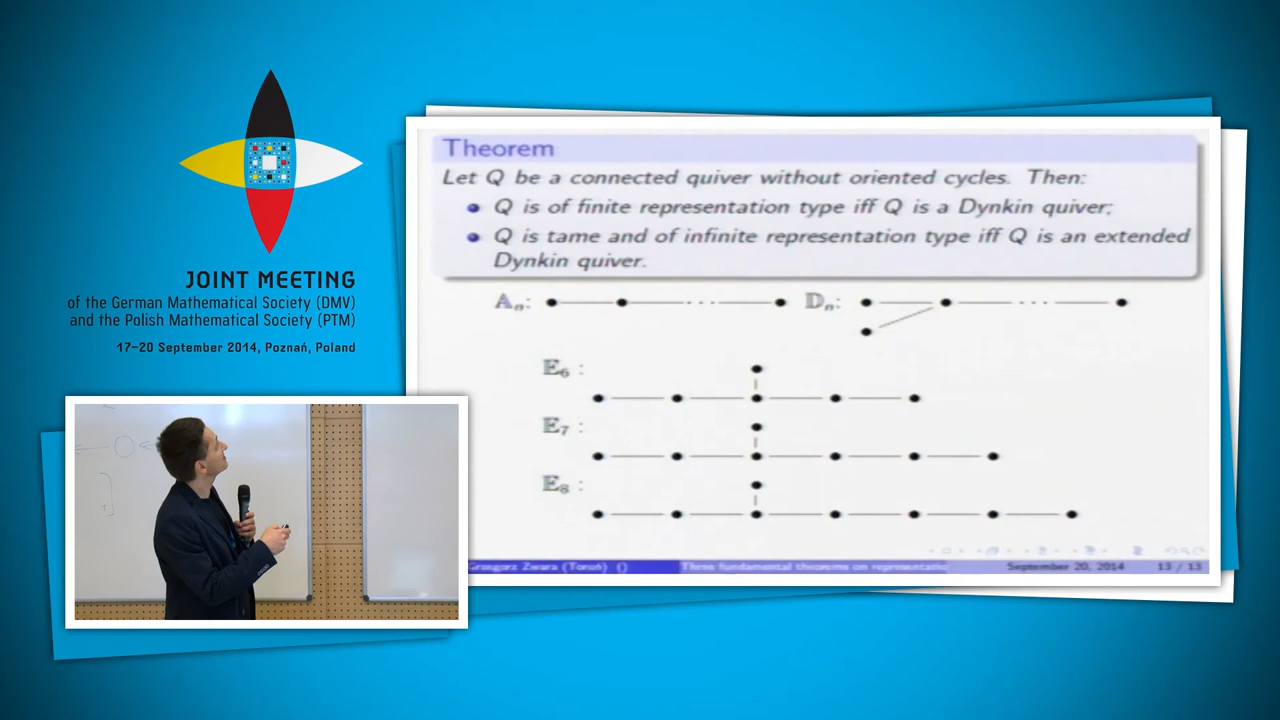 JOINT MEETING
of the German Mathematical Society (DMV)
and the Polish Mathematical Society (PTM)
17–20 September 2014, Poznań, Poland
Theorem
Let Q be a connected quiver without oriented cycles. Then:
Q is of finite representation type iff Q is a Dynkin quiver;
Q is tame and of infinite representation type iff Q is an extended
Dynkin quiver.
𝔸ₙ: 𝔻ₙ:
𝔼₆ :
𝔼₇ :
𝔼₈ :
Grzegorz Zwara (Toruń) () Three fundamental theorems on representatio September 20, 2014 13 / 13